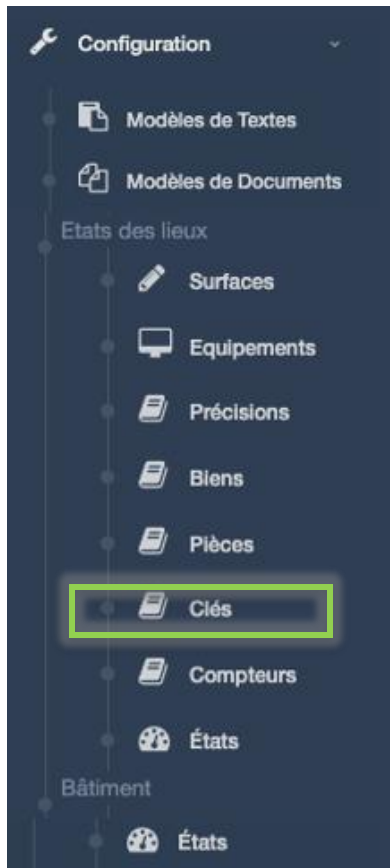 Configuration
Modèles de Textes
Modèles de Documents
Etats des lieux
Surfaces
Equipements
Précisions
Biens
Pièces
Clés
Compteurs
États
Bâtiment
États